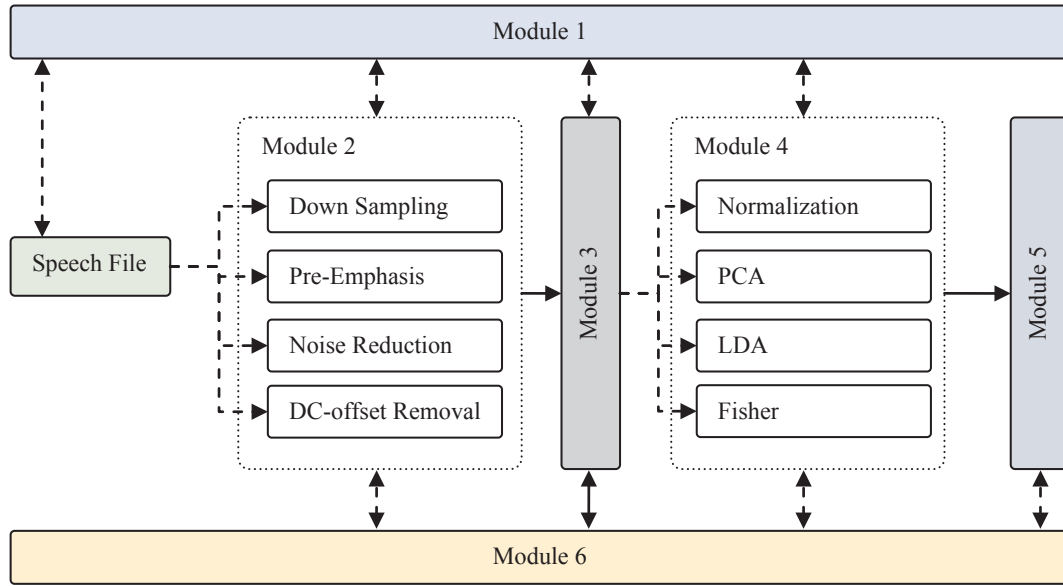 Module 1
Module 2
Down Sampling
Pre-Emphasis
Noise Reduction
DC-offset Removal
Speech File
Module 3
Module 4
Normalization
PCA
LDA
Fisher
Module 5
Module 6